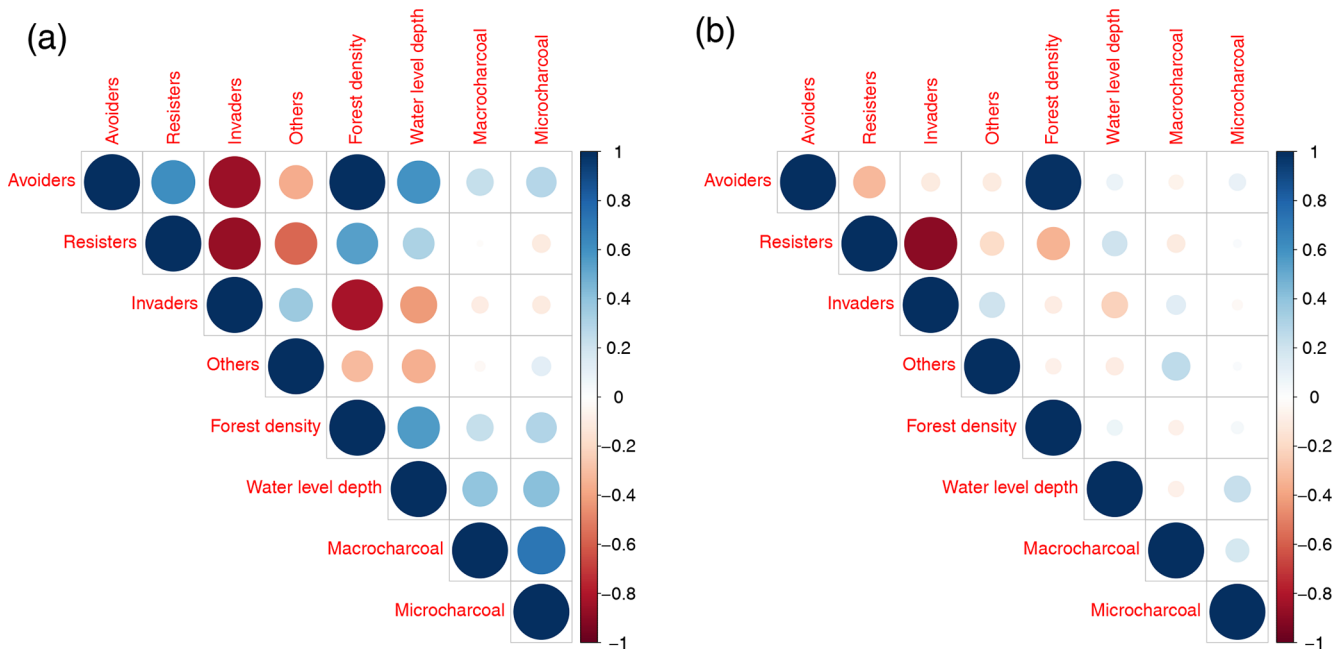 (a)
Avoiders
Resisters
Invaders
Others
Forest density
Water level depth
Macrocharcoal
Microcharcoal
Avoiders
Resisters
Invaders
Others
Forest density
Water level depth
Macrocharcoal
Microcharcoal
1
0.8
0.6
0.4
0.2
0
−0.2
−0.4
−0.6
−0.8
−1
(b)
Avoiders
Resisters
Invaders
Others
Forest density
Water level depth
Macrocharcoal
Microcharcoal
Avoiders
Resisters
Invaders
Others
Forest density
Water level depth
Macrocharcoal
Microcharcoal
1
0.8
0.6
0.4
0.2
0
−0.2
−0.4
−0.6
−0.8
−1